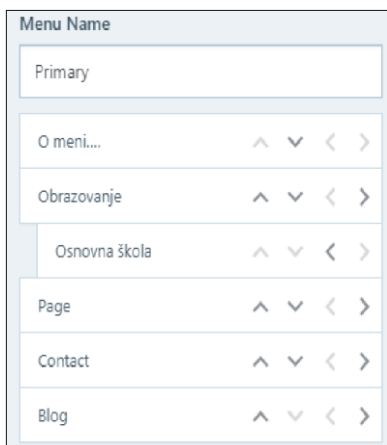 Menu Name
Primary
O meni....
Obrazovanje
Osnovna škola
Page
Contact
Blog